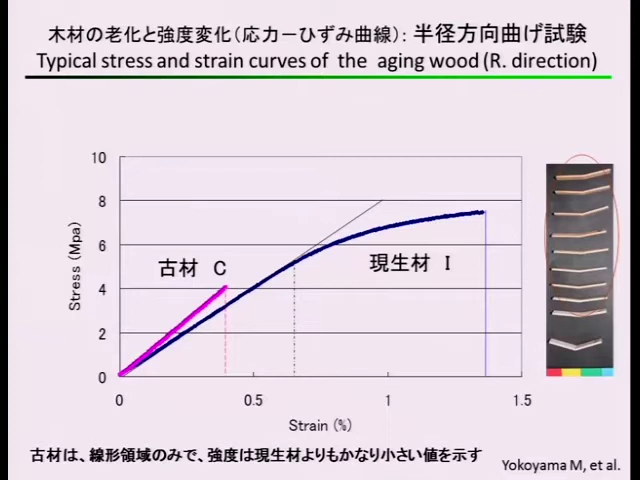 木材の老化と強度変化(応力ーひずみ曲線): 半径方向曲げ試験
Typical stress and strain curves of the aging wood (R. direction)
10
8
6
4
2
0
Stress (Mpa)
古材 C
現生材 I
0
0.5
1
1.5
Strain (%)
古材は、線形領域のみで、強度は現生材よりもかなり小さい値を示す
Yokoyama M, et al.